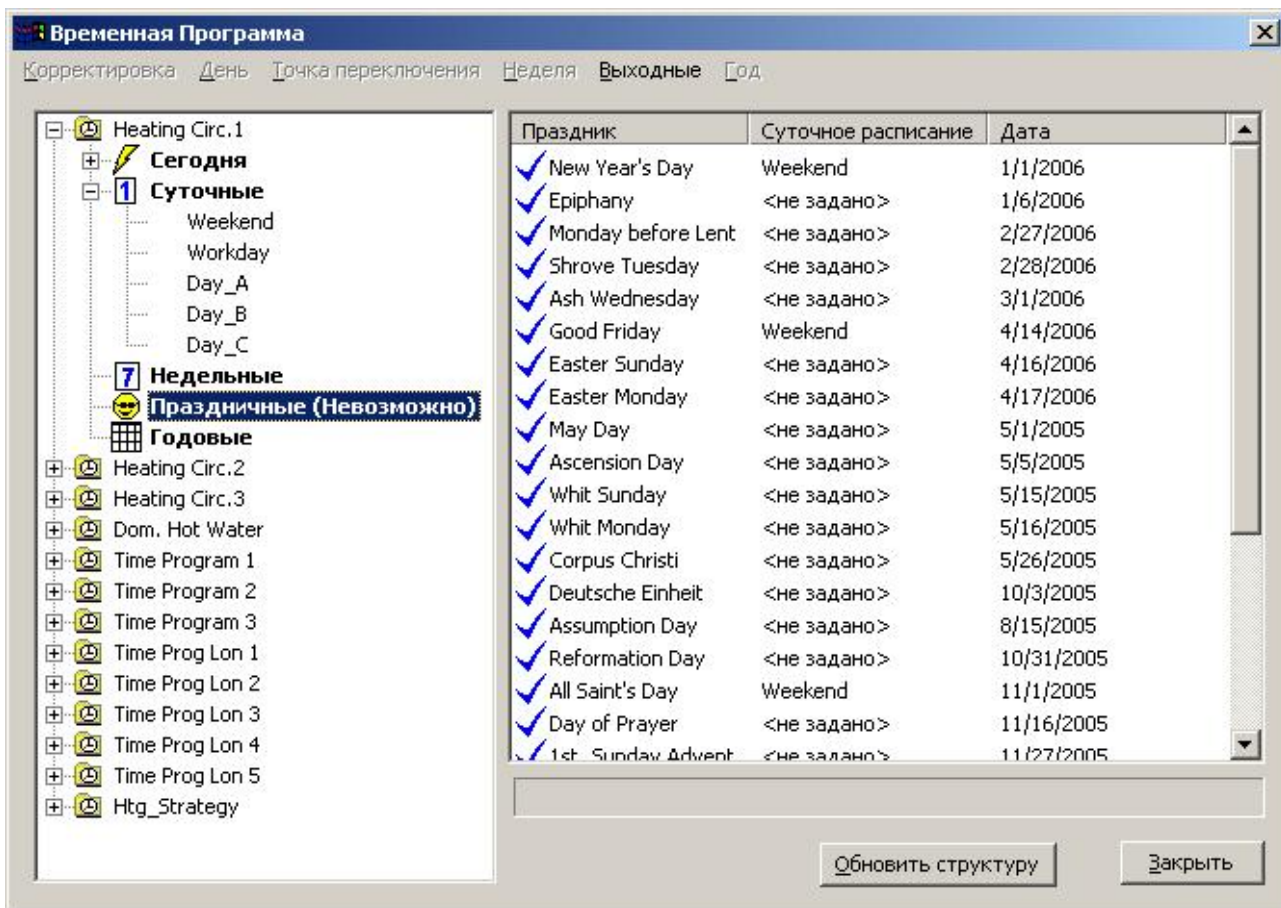 Временная Программа
Корректировка День Точка переключения Неделя Выходные Год
Heating Circ.1
Сегодня
1 Суточные
Weekend
Workday
Day_A
Day_B
Day_C
7 Недельные
Праздничные (Невозможно)
Годовые
Heating Circ.2
Heating Circ.3
Dom. Hot Water
Time Program 1
Time Program 2
Time Program 3
Time Prog Lon 1
Time Prog Lon 2
Time Prog Lon 3
Time Prog Lon 4
Time Prog Lon 5
Htg_Strategy
Праздник Суточное расписание Дата
New Year's Day Weekend 1/1/2006
Epiphany <не задано> 1/6/2006
Monday before Lent <не задано> 2/27/2006
Shrove Tuesday <не задано> 2/28/2006
Ash Wednesday <не задано> 3/1/2006
Good Friday Weekend 4/14/2006
Easter Sunday <не задано> 4/16/2006
Easter Monday <не задано> 4/17/2006
May Day <не задано> 5/1/2005
Ascension Day <не задано> 5/5/2005
Whit Sunday <не задано> 5/15/2005
Whit Monday <не задано> 5/16/2005
Corpus Christi <не задано> 5/26/2005
Deutsche Einheit <не задано> 10/3/2005
Assumption Day <не задано> 8/15/2005
Reformation Day <не задано> 10/31/2005
All Saint's Day Weekend 11/1/2005
Day of Prayer <не задано> 11/16/2005
1st. Sunday Advent <не задано> 11/27/2005
Обновить структуру
Закрыть